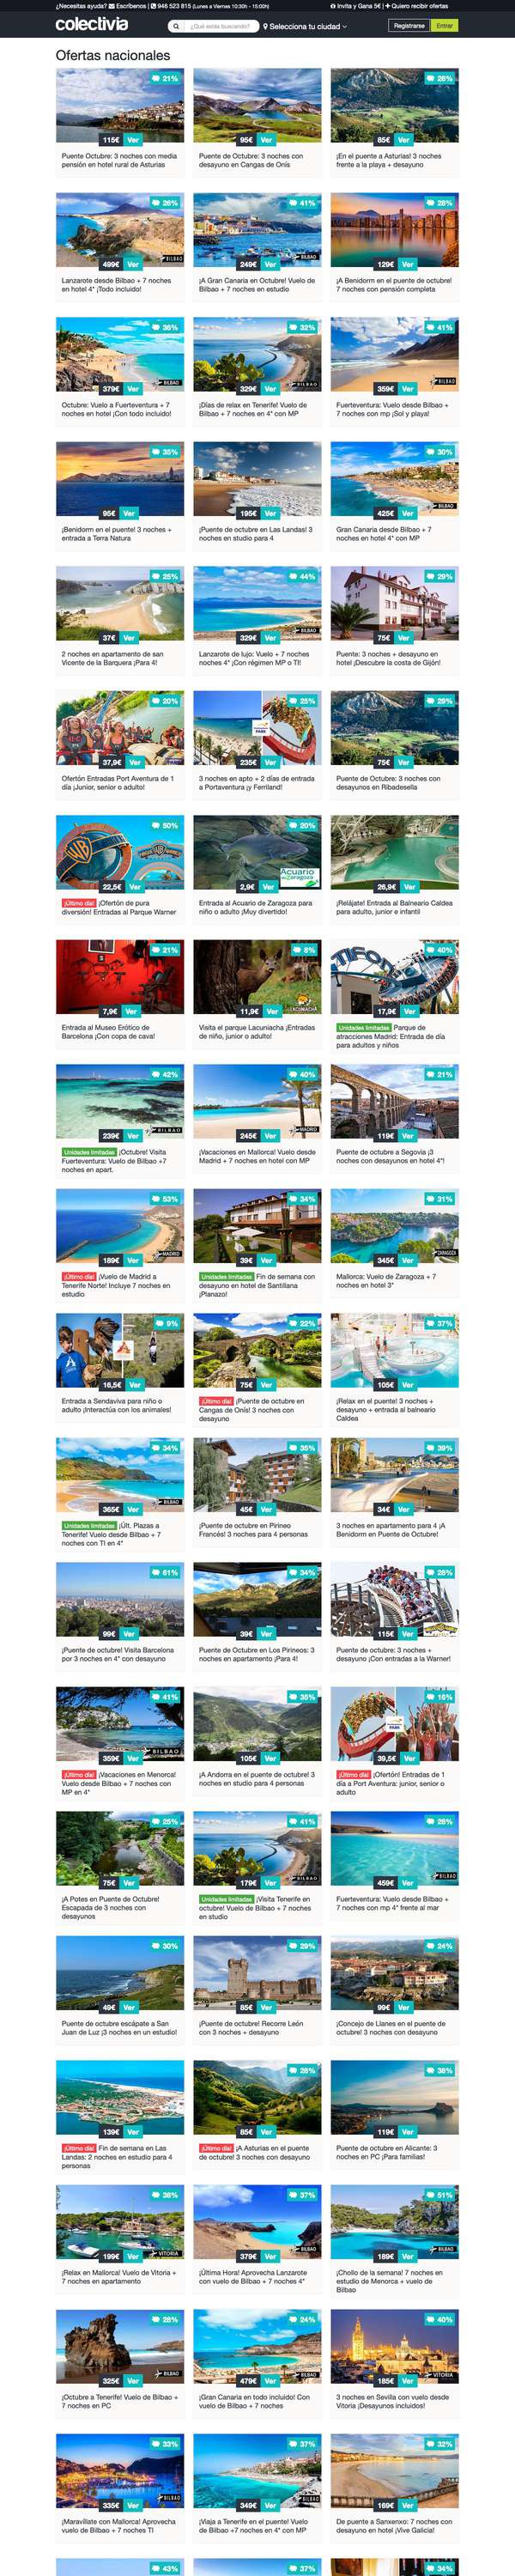 ¿Necesitas ayuda? Escríbenos | 948 523 815 (Lunes a Viernes 10:30h - 15:00h) Invita y Gana 5€ | Quiero recibir ofertas
colectivia ¿Qué estás buscando? Selecciona tu ciudad Registrarse Entrar
Ofertas nacionales
21% 28%
115€ Ver 95€ Ver 85€ Ver
Puente Octubre: 3 noches con media Puente de Octubre: 3 noches con ¡En el puente a Asturias! 3 noches
pensión en hotel rural de Asturias desayuno en Cangas de Onís frente a la playa + desayuno
26% 41% 28%
BILBAO BILBAO
499€ Ver 249€ Ver 129€ Ver
Lanzarote desde Bilbao + 7 noches ¡A Gran Canaria en Octubre! Vuelo de ¡A Benidorm en el puente de octubre!
en hotel 4* ¡Todo incluido! Bilbao + 7 noches en estudio 7 noches con pensión completa
36% 32% 41%
BILBAO BILBAO BILBAO
379€ Ver 329€ Ver 359€ Ver
Octubre: Vuelo a Fuerteventura + 7 ¡Días de relax en Tenerife! Vuelo de Fuerteventura: Vuelo desde Bilbao +
noches en hotel ¡Con todo incluido! Bilbao + 7 noches en 4* con MP 7 noches con mp ¡Sol y playa!
35% 30%
BILBAO
95€ Ver 195€ Ver 425€ Ver
¡Benidorm en el puente! 3 noches + ¡Puente de octubre en Las Landas! 3 Gran Canaria desde Bilbao + 7
entrada a Terra Natura noches en studio para 4 noches en hotel 4* con MP
25% 44% 29%
BILBAO
37€ Ver 329€ Ver 75€ Ver
2 noches en apartamento de san Lanzarote de lujo: Vuelo + 7 noches Puente: 3 noches + desayuno en
Vicente de la Barquera ¡Para 4! noches 4* ¡Con régimen MP o TI! hotel ¡Descubre la costa de Gijón!
20% 25% 29%
PARK
37,9€ Ver 235€ Ver 75€ Ver
Ofertón Entradas Port Aventura de 1 3 noches en apto + 2 días de entrada Puente de Octubre: 3 noches con
día ¡Junior, senior o adulto! a Portaventura ¡y Ferriland! desayunos en Ribadesella
50% 20%
WB Acuario de Zaragoza
22,5€ Ver 2,9€ Ver 26,9€ Ver
¡Último día! ¡Ofertón de pura Entrada al Acuario de Zaragoza para ¡Relájate! Entrada al Balneario Caldea
diversión! Entradas al Parque Warner niño o adulto ¡Muy divertido! para adulto, junior e infantil
21% 8% 40%
LACUNIACHA TIFON
7,9€ Ver 11,9€ Ver 17,9€ Ver
Entrada al Museo Erótico de Visita el parque Lacuniacha ¡Entradas Unidades limitadas Parque de
Barcelona ¡Con copa de cava! de niño, junior o adulto! atracciones Madrid: Entrada de día
para adultos y niños
42% 40% 21%
BILBAO MADRID
239€ Ver 245€ Ver 119€ Ver
Unidades limitadas ¡Octubre! Visita ¡Vacaciones en Mallorca! Vuelo desde Puente de octubre a Segovia ¡3
Fuerteventura: Vuelo de Bilbao +7 Madrid + 7 noches en hotel con MP noches con desayunos en hotel 4*!
noches en apart.
53% 34% 31%
MADRID ZARAGOZA
189€ Ver 39€ Ver 345€ Ver
¡Último día! ¡Vuelo de Madrid a Unidades limitadas Fin de semana con Mallorca: Vuelo de Zaragoza + 7
Tenerife Norte! Incluye 7 noches en desayuno en hotel de Santillana noches en hotel 3*
estudio ¡Planazo!
9% 22% 37%
16,5€ Ver 75€ Ver 105€ Ver
Entrada a Sendaviva para niño o ¡Último día! ¡Puente de octubre en ¡Relax en el puente! 3 noches +
adulto ¡Interactúa con los animales! Cangas de Onís! 3 noches con desayuno + entrada al balneario
desayuno Caldea
34% 35% 39%
BILBAO
365€ Ver 45€ Ver 34€ Ver
Unidades limitadas ¡Últ. Plazas a ¡Puente de octubre en Pirineo 3 noches en apartamento para 4 ¡A
Tenerife! Vuelo desde Bilbao + 7 Francés! 3 noches para 4 personas Benidorm en Puente de Octubre!
noches con TI en 4*
61% 34% 28%
99€ Ver 39€ Ver 115€ Ver
¡Puente de octubre! Visita Barcelona Puente de Octubre en Los Pirineos: 3 Puente de octubre: 3 noches +
por 3 noches en 4* con desayuno noches en apartamento ¡Para 4! desayuno ¡Con entradas a la Warner!
41% 35% 16%
BILBAO PARK
359€ Ver 105€ Ver 39,5€ Ver
¡Último día! ¡Vacaciones en Menorca! ¡A Andorra en el puente de octubre! 3 ¡Último día! ¡Ofertón! Entradas de 1
Vuelo desde Bilbao + 7 noches con noches en studio para 4 personas día a Port Aventura: junior, senior o
MP en 4* adulto
25% 41% 28%
BILBAO BILBAO
75€ Ver 179€ Ver 459€ Ver
¡A Potes en Puente de Octubre! Unidades limitadas ¡Visita Tenerife en Fuerteventura: Vuelo desde Bilbao +
Escapada de 3 noches con octubre! Vuelo de Bilbao + 7 noches 7 noches con mp 4* frente al mar
desayunos en studio
30% 29% 24%
49€ Ver 85€ Ver 99€ Ver
Puente de octubre escápate a San ¡Puente de octubre! Recorre León ¡Concejo de Llanes en el puente de
Juan de Luz ¡3 noches en un estudio! con 3 noches + desayuno octubre! 3 noches con desayuno
28% 38%
139€ Ver 85€ Ver 119€ Ver
¡Último día! Fin de semana en Las ¡Último día! ¡A Asturias en el puente Puente de octubre en Alicante: 3
Landas: 2 noches en estudio para 4 de octubre! 3 noches con desayuno noches en PC ¡Para familias!
personas
38% 37% 51%
VITORIA BILBAO BILBAO
199€ Ver 379€ Ver 189€ Ver
¡Relax en Mallorca! Vuelo de Vitoria + ¡Última Hora! Aprovecha Lanzarote ¡Chollo de la semana! 7 noches en
7 noches en apartamento con vuelo de Bilbao + 7 noches 4* estudio de Menorca + vuelo de
Bilbao
28% 24% 40%
BILBAO BILBAO VITORIA
325€ Ver 479€ Ver 185€ Ver
¡Octubre a Tenerife! Vuelo de Bilbao + ¡Gran Canaria en todo incluido! Con 3 noches en Sevilla con vuelo desde
7 noches en PC vuelo de Bilbao + 7 noches Vitoria ¡Desayunos incluidos!
33% 37% 32%
BILBAO BILBAO
335€ Ver 349€ Ver 169€ Ver
¡Maravíllate con Mallorca! Aprovecha ¡Viaja a Tenerife en el puente! Vuelo De puente a Sanxenxo: 7 noches con
vuelo de Bilbao + 7 noches TI de Bilbao +7 noches en 4* con MP desayuno en hotel ¡Vive Galicia!
43% 37% 34%